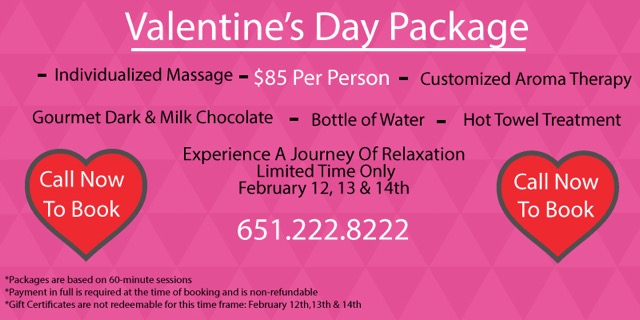 Valentine's Day Package
- Individualized Massage - $85 Per Person - Customized Aroma Therapy
Gourmet Dark & Milk Chocolate - Bottle of Water - Hot Towel Treatment
Experience A Journey Of Relaxation
Limited Time Only
February 12, 13 & 14th
Call Now
To Book
Call Now
To Book
651.222.8222
*Packages are based on 60-minute sessions
*Payment in full is required at the time of booking and is non-refundable
*Gift Certificates are not redeemable for this time frame: February 12th,13th & 14th